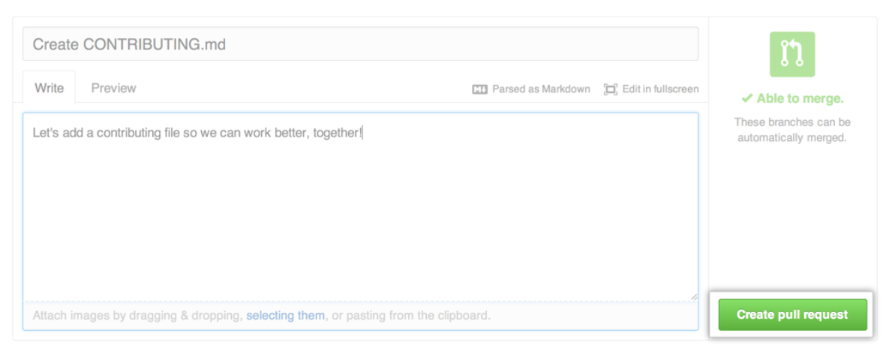 Create CONTRIBUTING.md
Write Preview Parsed as Markdown Edit in fullscreen
Let's add a contributing file so we can work better, together!
Attach images by dragging & dropping, selecting them, or pasting from the clipboard.
✓ Able to merge.
These branches can be
automatically merged.
Create pull request